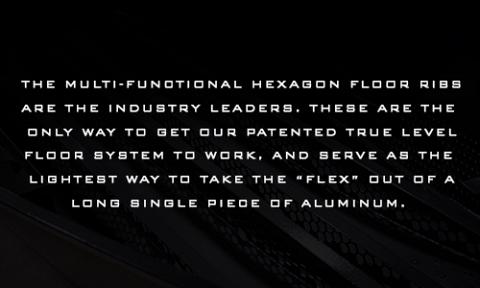 THE MULTI-FUNCTIONAL HEXAGON FLOOR RIBS
ARE THE INDUSTRY LEADERS. THESE ARE THE
ONLY WAY TO GET OUR PATENTED TRUE LEVEL
FLOOR SYSTEM TO WORK, AND SERVE AS THE
LIGHTEST WAY TO TAKE THE “FLEX” OUT OF A
LONG SINGLE PIECE OF ALUMINUM.